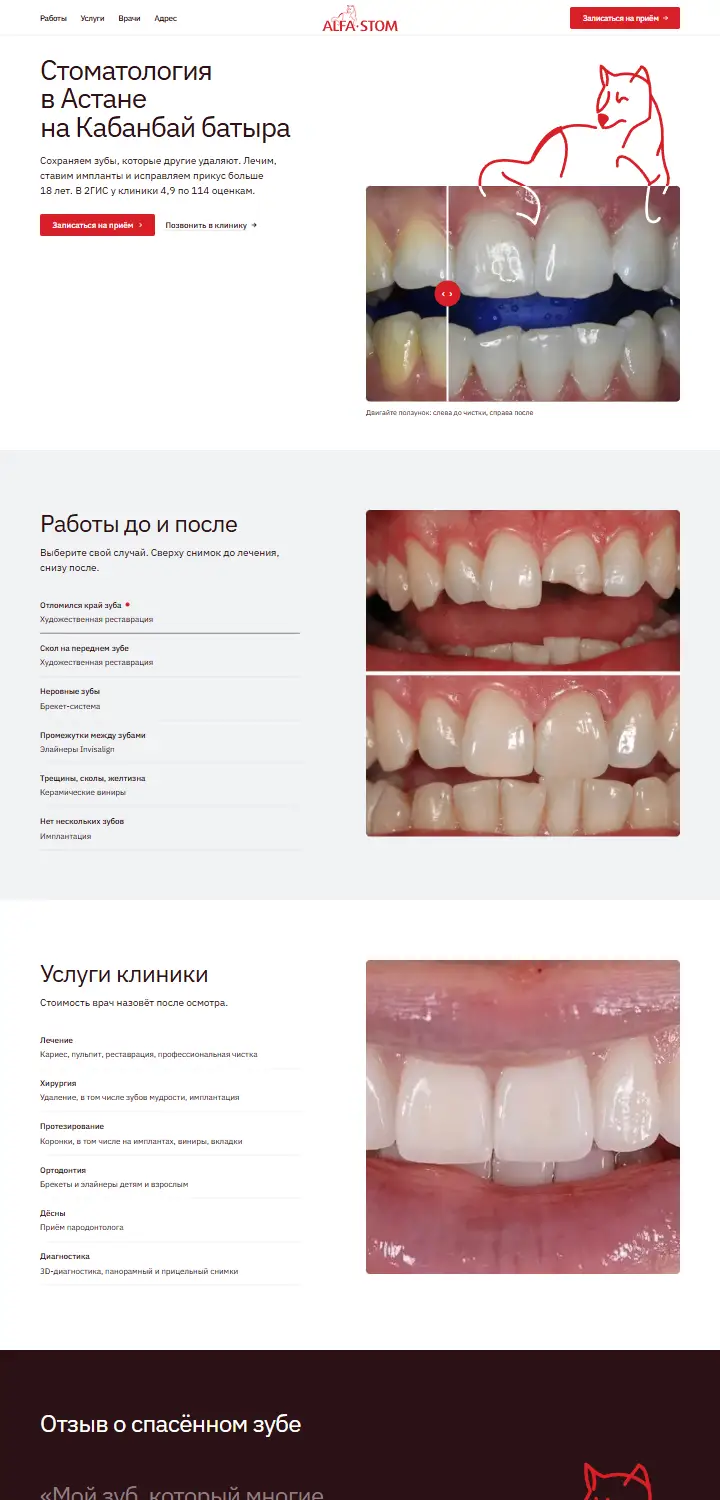 Работы Услуги Врачи Адрес
ALFA·STOM
Записаться на приём →
Стоматология
в Астане
на Кабанбай батыра
Сохраняем зубы, которые другие удаляют. Лечим,
ставим импланты и исправляем прикус больше
18 лет. В 2ГИС у клиники 4,9 по 114 оценкам.
Записаться на приём
Позвонить в клинику →
Двигайте ползунок: слева до чистки, справа после
Работы до и после
Выберите свой случай. Сверху снимок до лечения,
снизу после.
Отломился край зуба
Художественная реставрация
Скол на переднем зубе
Художественная реставрация
Неровные зубы
Брекет-система
Промежутки между зубами
Элайнеры Invisalign
Трещины, сколы, желтизна
Керамические виниры
Нет нескольких зубов
Имплантация
Услуги клиники
Стоимость врач назовёт после осмотра.
Лечение
Кариес, пульпит, реставрация, профессиональная чистка
Хирургия
Удаление, в том числе зубов мудрости, имплантация
Протезирование
Коронки, в том числе на имплантах, виниры, вкладки
Ортодонтия
Брекеты и элайнеры детям и взрослым
Дёсны
Приём пародонтолога
Диагностика
3D-диагностика, панорамный и прицельный снимки
Отзыв о спасённом зубе
«Мой зуб, который многие